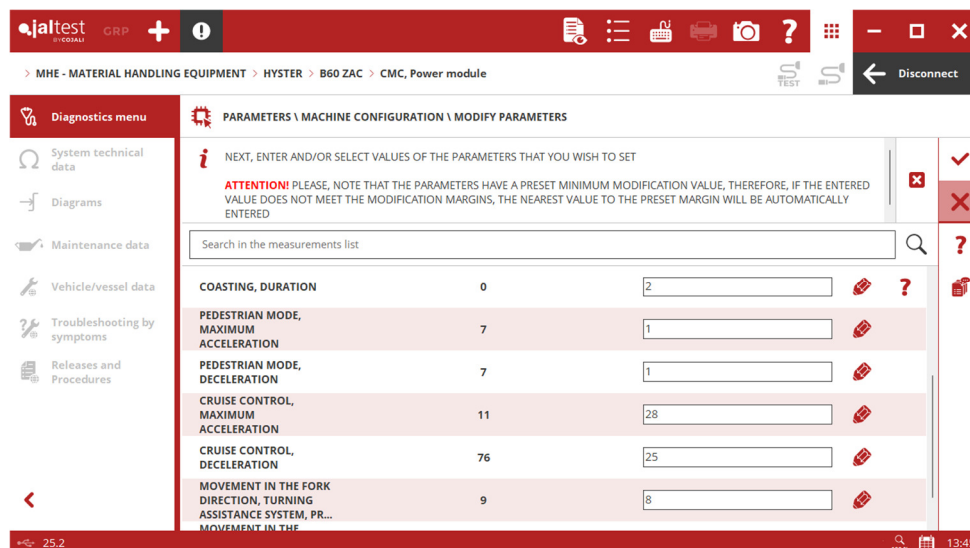 jaltest GRP
BY COJALI
> MHE - MATERIAL HANDLING EQUIPMENT > HYSTER > B60 ZAC > CMC, Power module
TEST
Disconnect
Diagnostics menu
PARAMETERS \ MACHINE CONFIGURATION \ MODIFY PARAMETERS
System technical
data
Diagrams
Maintenance data
Vehicle/vessel data
Troubleshooting by
symptoms
Releases and
Procedures
NEXT, ENTER AND/OR SELECT VALUES OF THE PARAMETERS THAT YOU WISH TO SET
ATTENTION! PLEASE, NOTE THAT THE PARAMETERS HAVE A PRESET MINIMUM MODIFICATION VALUE, THEREFORE, IF THE ENTERED
VALUE DOES NOT MEET THE MODIFICATION MARGINS, THE NEAREST VALUE TO THE PRESET MARGIN WILL BE AUTOMATICALLY
ENTERED
Search in the measurements list
COASTING, DURATION 0 2
PEDESTRIAN MODE,
MAXIMUM 7 1
ACCELERATION
PEDESTRIAN MODE,
DECELERATION 7 1
CRUISE CONTROL,
MAXIMUM 11 28
ACCELERATION
CRUISE CONTROL,
DECELERATION 76 25
MOVEMENT IN THE FORK
DIRECTION, TURNING 9 8
ASSISTANCE SYSTEM, PR...
MOVEMENT IN THE
25.2